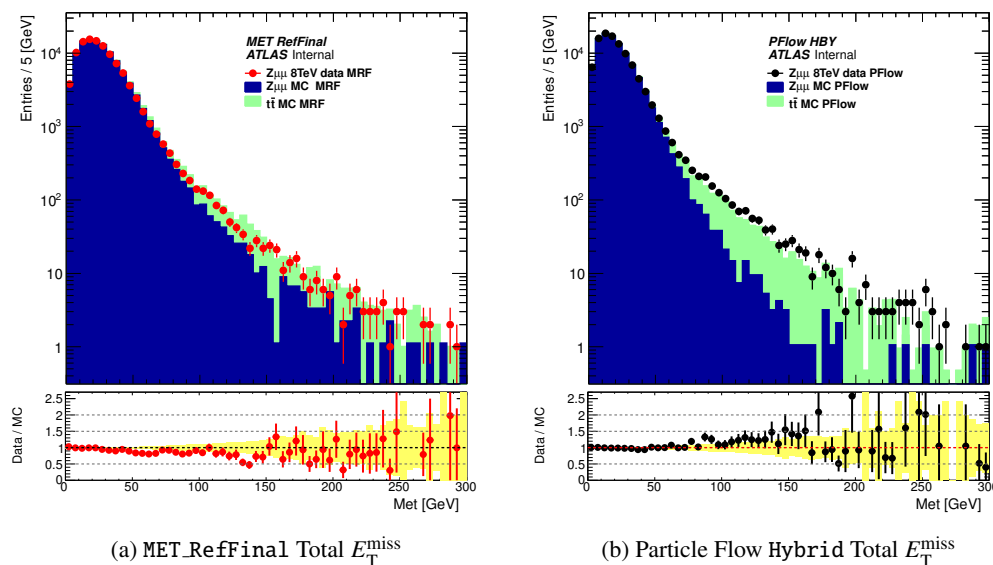 Entries / 5 [GeV]
10⁴
10³
10²
10
1
MET RefFinal
ATLAS Internal
Zμμ 8TeV data MRF
Zμμ MC MRF
tt̄ MC MRF
Data / MC
2.5
2
1.5
1
0.5
0
0 50 100 150 200 250 300
Met [GeV]
(a) MET_RefFinal Total E_T^miss
Entries / 5 [GeV]
10⁴
10³
10²
10
1
PFlow HBY
ATLAS Internal
Zμμ 8TeV data PFlow
Zμμ MC PFlow
tt̄ MC PFlow
Data / MC
2.5
2
1.5
1
0.5
0
0 50 100 150 200 250 300
Met [GeV]
(b) Particle Flow Hybrid Total E_T^miss